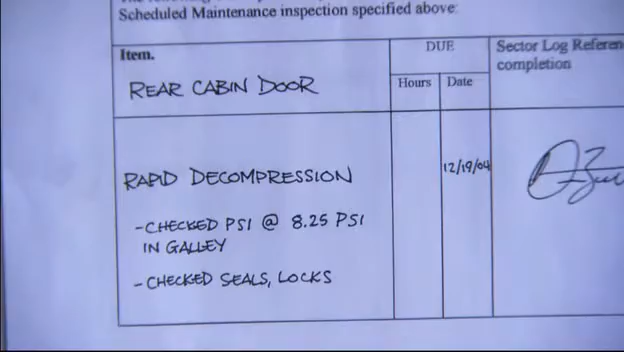 Scheduled Maintenance inspection specified above:
Item.
DUE
Sector Log
completion
REAR CABIN DOOR
Hours
Date
RAPID DECOMPRESSION
12/19/04
-CHECKED PSI @ 8.25 PSI
IN GALLEY
-CHECKED SEALS, LOCKS